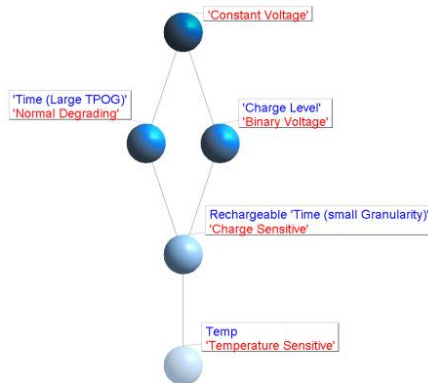 'Constant Voltage'
'Time (Large TPOG)'
'Normal Degrading'
'Charge Level'
'Binary Voltage'
Rechargeable 'Time (small Granularity)'
'Charge Sensitive'
Temp
'Temperature Sensitive'